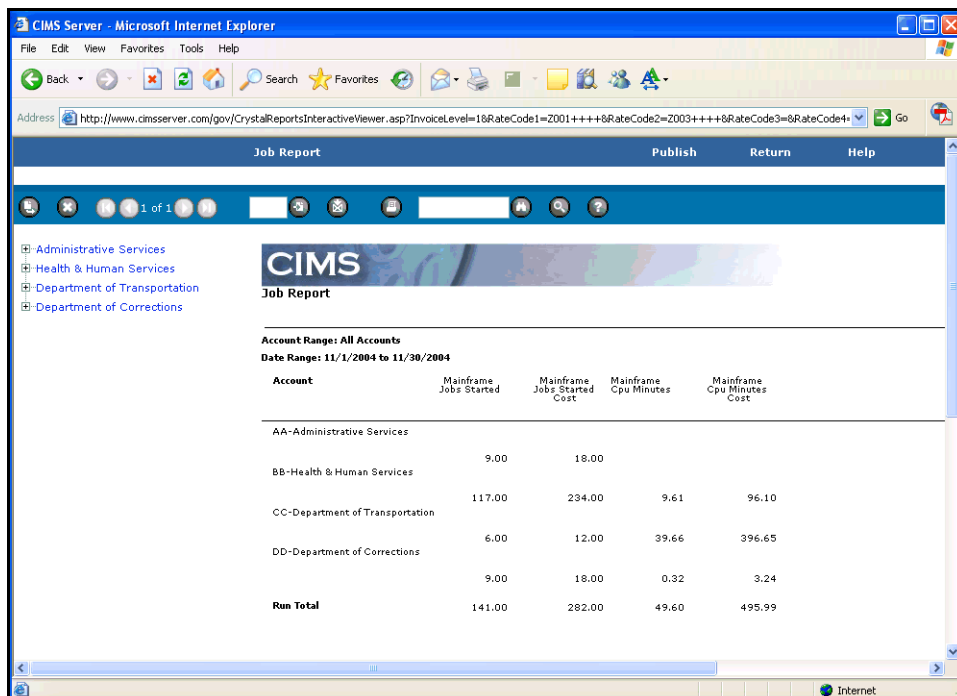 CIMS Server - Microsoft Internet Explorer
File Edit View Favorites Tools Help
Back Search Favorites
Address http://www.cimsserver.com/gov/CrystalReportsInteractiveViewer.asp?InvoiceLevel=1&RateCode1=Z001++++&RateCode2=Z003++++&RateCode3=&RateCode4= Go
Job Report Publish Return Help
1 of 1
Administrative Services
Health & Human Services
Department of Transportation
Department of Corrections
CIMS
Job Report
Account Range: All Accounts
Date Range: 11/1/2004 to 11/30/2004
Account Mainframe Jobs Started Mainframe Jobs Started Cost Mainframe Cpu Minutes Mainframe Cpu Minutes Cost
AA-Administrative Services
9.00 18.00
BB-Health & Human Services
117.00 234.00 9.61 96.10
CC-Department of Transportation
6.00 12.00 39.66 396.65
DD-Department of Corrections
9.00 18.00 0.32 3.24
Run Total 141.00 282.00 49.60 495.99
Internet